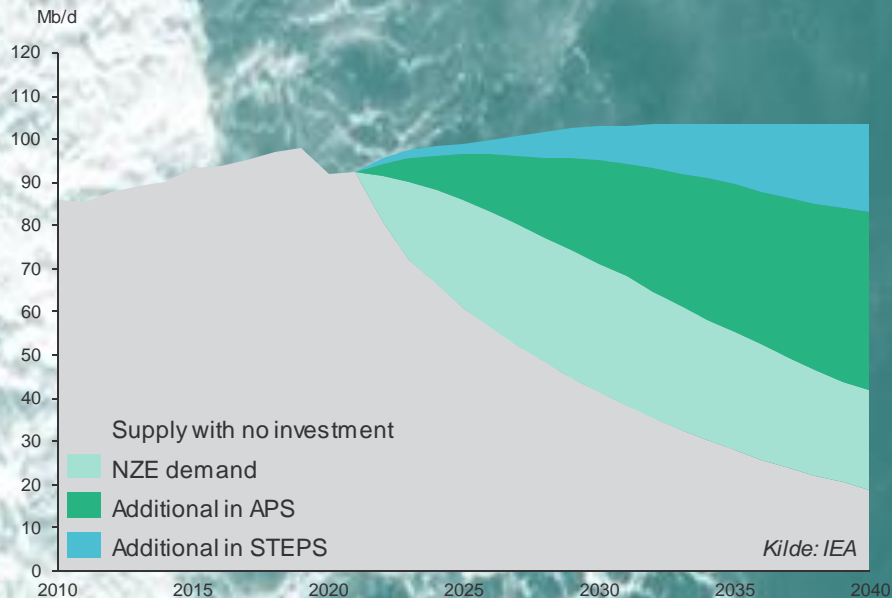 Mb/d
120
110
100
90
80
70
60
50
40
30
20
10
0
Supply with no investment
NZE demand
Additional in APS
Additional in STEPS
Kilde: IEA
2010 2015 2020 2025 2030 2035 2040